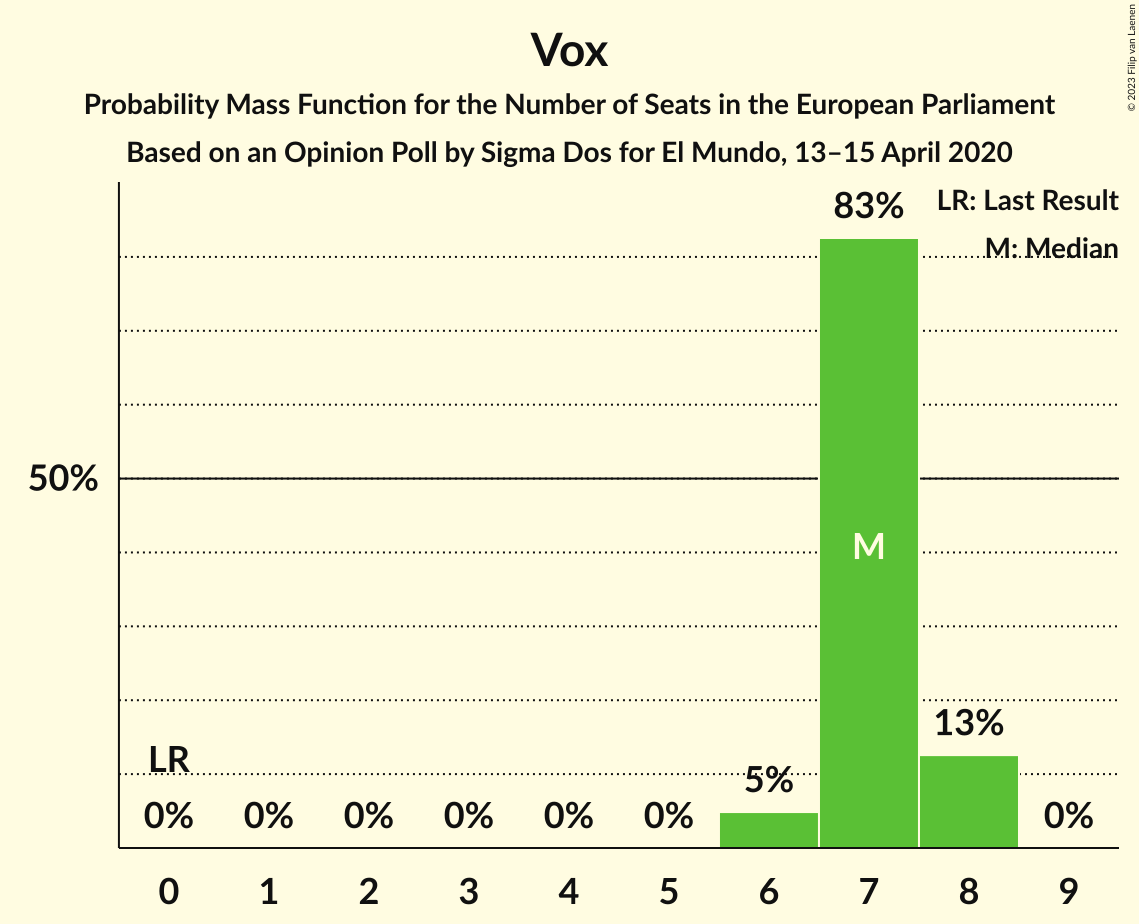 Vox
Probability Mass Function for the Number of Seats in the European Parliament
Based on an Opinion Poll by Sigma Dos for El Mundo, 13–15 April 2020
© 2023 Filip van Laenen
LR: Last Result
M: Median
83%
50%
M
13%
LR
5%
0% 0% 0% 0% 0% 0% 0%
0 1 2 3 4 5 6 7 8 9